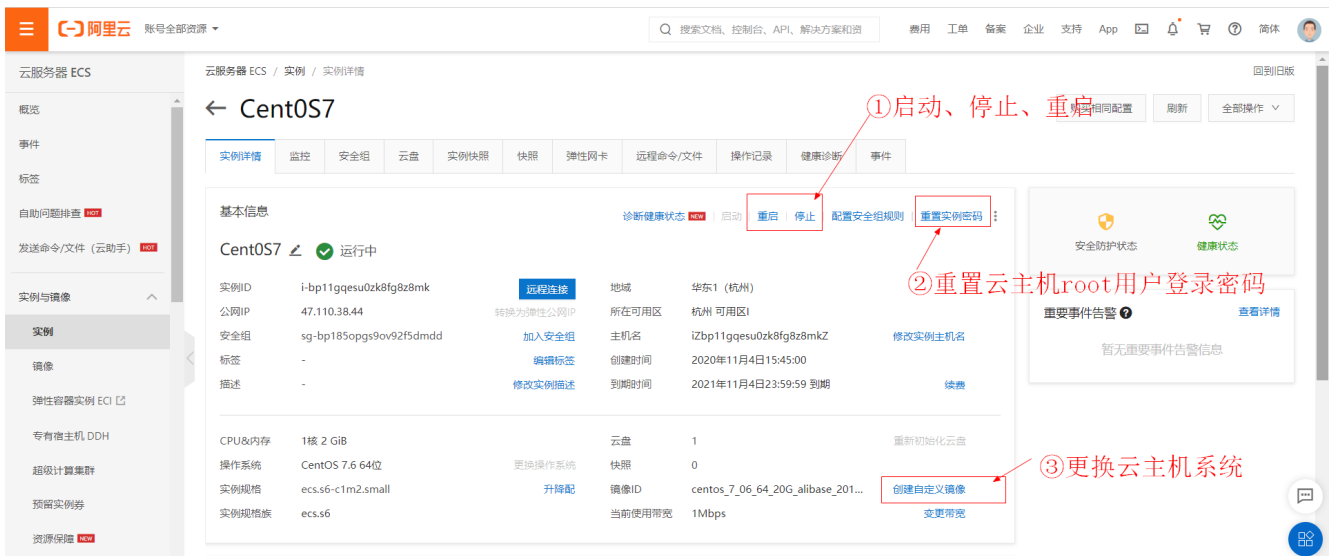 阿里云 账号全部资源 搜索文档、控制台、API、解决方案和资 费用 工单 备案 企业 支持 App 简体
云服务器 ECS
概览
事件
标签
自助问题排查 HOT
发送命令/文件（云助手） HOT
实例与镜像
实例
镜像
弹性容器实例 ECI
专有宿主机 DDH
超级计算集群
预留实例券
资源保障 NEW
云服务器 ECS / 实例 / 实例详情 回到旧版
← Cent0S7 ①启动、停止、重启 购买相同配置 刷新 全部操作
实例详情 监控 安全组 云盘 实例快照 快照 弹性网卡 远程命令/文件 操作记录 健康诊断 事件
基本信息 诊断健康状态 NEW 启动 重启 停止 配置安全组规则 重置实例密码
Cent0S7 运行中
安全防护状态 健康状态
②重置云主机root用户登录密码
实例ID i-bp11gqesu0zk8fg8z8mk 远程连接 地域 华东1（杭州）
公网IP 47.110.38.44 转换为弹性公网IP 所在可用区 杭州 可用区I
安全组 sg-bp185opgs9ov92f5dmdd 加入安全组 主机名 iZbp11gqesu0zk8fg8z8mkZ 修改实例主机名
标签 - 编辑标签 创建时间 2020年11月4日15:45:00
描述 - 修改实例描述 到期时间 2021年11月4日23:59:59 到期 续费
重要事件告警 ? 查看详情
暂无重要事件告警信息
CPU&内存 1核 2 GiB 云盘 1 重新初始化云盘
操作系统 CentOS 7.6 64位 更换操作系统 快照 0
③更换云主机系统
实例规格 ecs.s6-c1m2.small 升降配 镜像ID centos_7_06_64_20G_alibase_201... 创建自定义镜像
实例规格族 ecs.s6 当前使用带宽 1Mbps 变更带宽